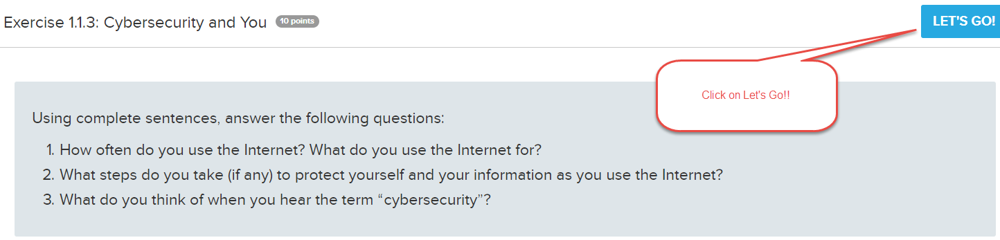 Exercise 1.1.3: Cybersecurity and You 10 points
LET'S GO!
Click on Let's Go!!
Using complete sentences, answer the following questions:
1. How often do you use the Internet? What do you use the Internet for?
2. What steps do you take (if any) to protect yourself and your information as you use the Internet?
3. What do you think of when you hear the term “cybersecurity”?